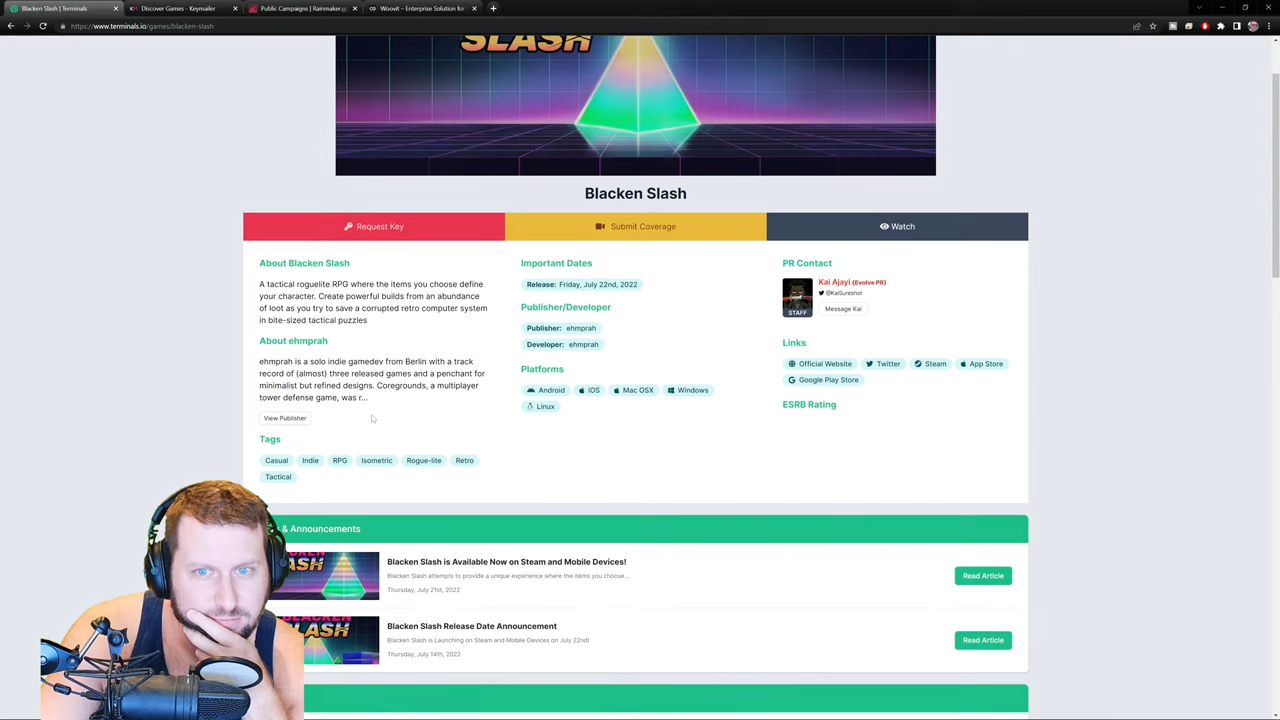 Blacken Slash | Terminals
Discover Games - Keymailer
Public Campaigns | Rainmaker.g
Woovit – Enterprise Solution for
https://www.terminals.io/games/blacken-slash
SLASH
Blacken Slash
Request Key
Submit Coverage
Watch
About Blacken Slash
A tactical roguelite RPG where the items you choose define
your character. Create powerful builds from an abundance
of loot as you try to save a corrupted retro computer system
in bite-sized tactical puzzles
About ehmprah
ehmprah is a solo indie gamedev from Berlin with a track
record of (almost) three released games and a penchant for
minimalist but refined designs. Coregrounds, a multiplayer
tower defense game, was r...
View Publisher
Tags
Casual Indie RPG Isometric Rogue-lite Retro
Tactical
Important Dates
Release: Friday, July 22nd, 2022
Publisher/Developer
Publisher: ehmprah
Developer: ehmprah
Platforms
Android iOS Mac OSX Windows
Linux
PR Contact
Kai Ajayi (Evolve PR)
@KaiSureshot
Message Kai
STAFF
Links
Official Website Twitter Steam App Store
Google Play Store
ESRB Rating
& Announcements
BLACKEN
SLASH
Blacken Slash is Available Now on Steam and Mobile Devices!
Blacken Slash attempts to provide a unique experience where the items you choose...
Thursday, July 21st, 2022
Read Article
BLACKEN
SLASH
Blacken Slash Release Date Announcement
Blacken Slash is Launching on Steam and Mobile Devices on July 22nd!
Thursday, July 14th, 2022
Read Article